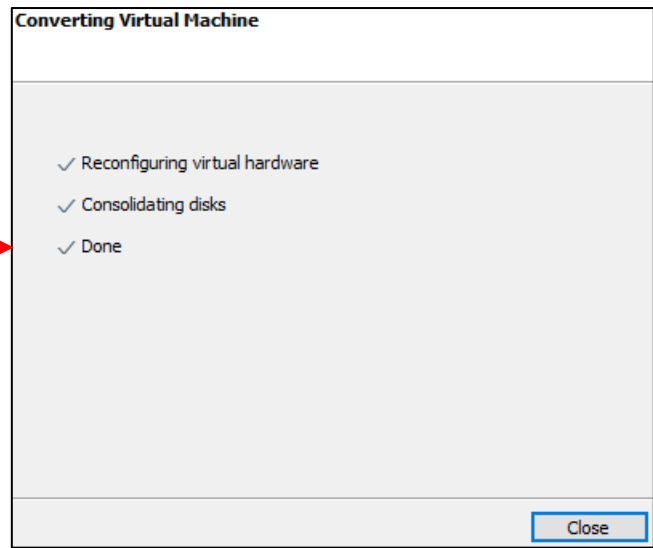 Converting Virtual Machine
Reconfiguring virtual hardware
Consolidating disks
Done
Close